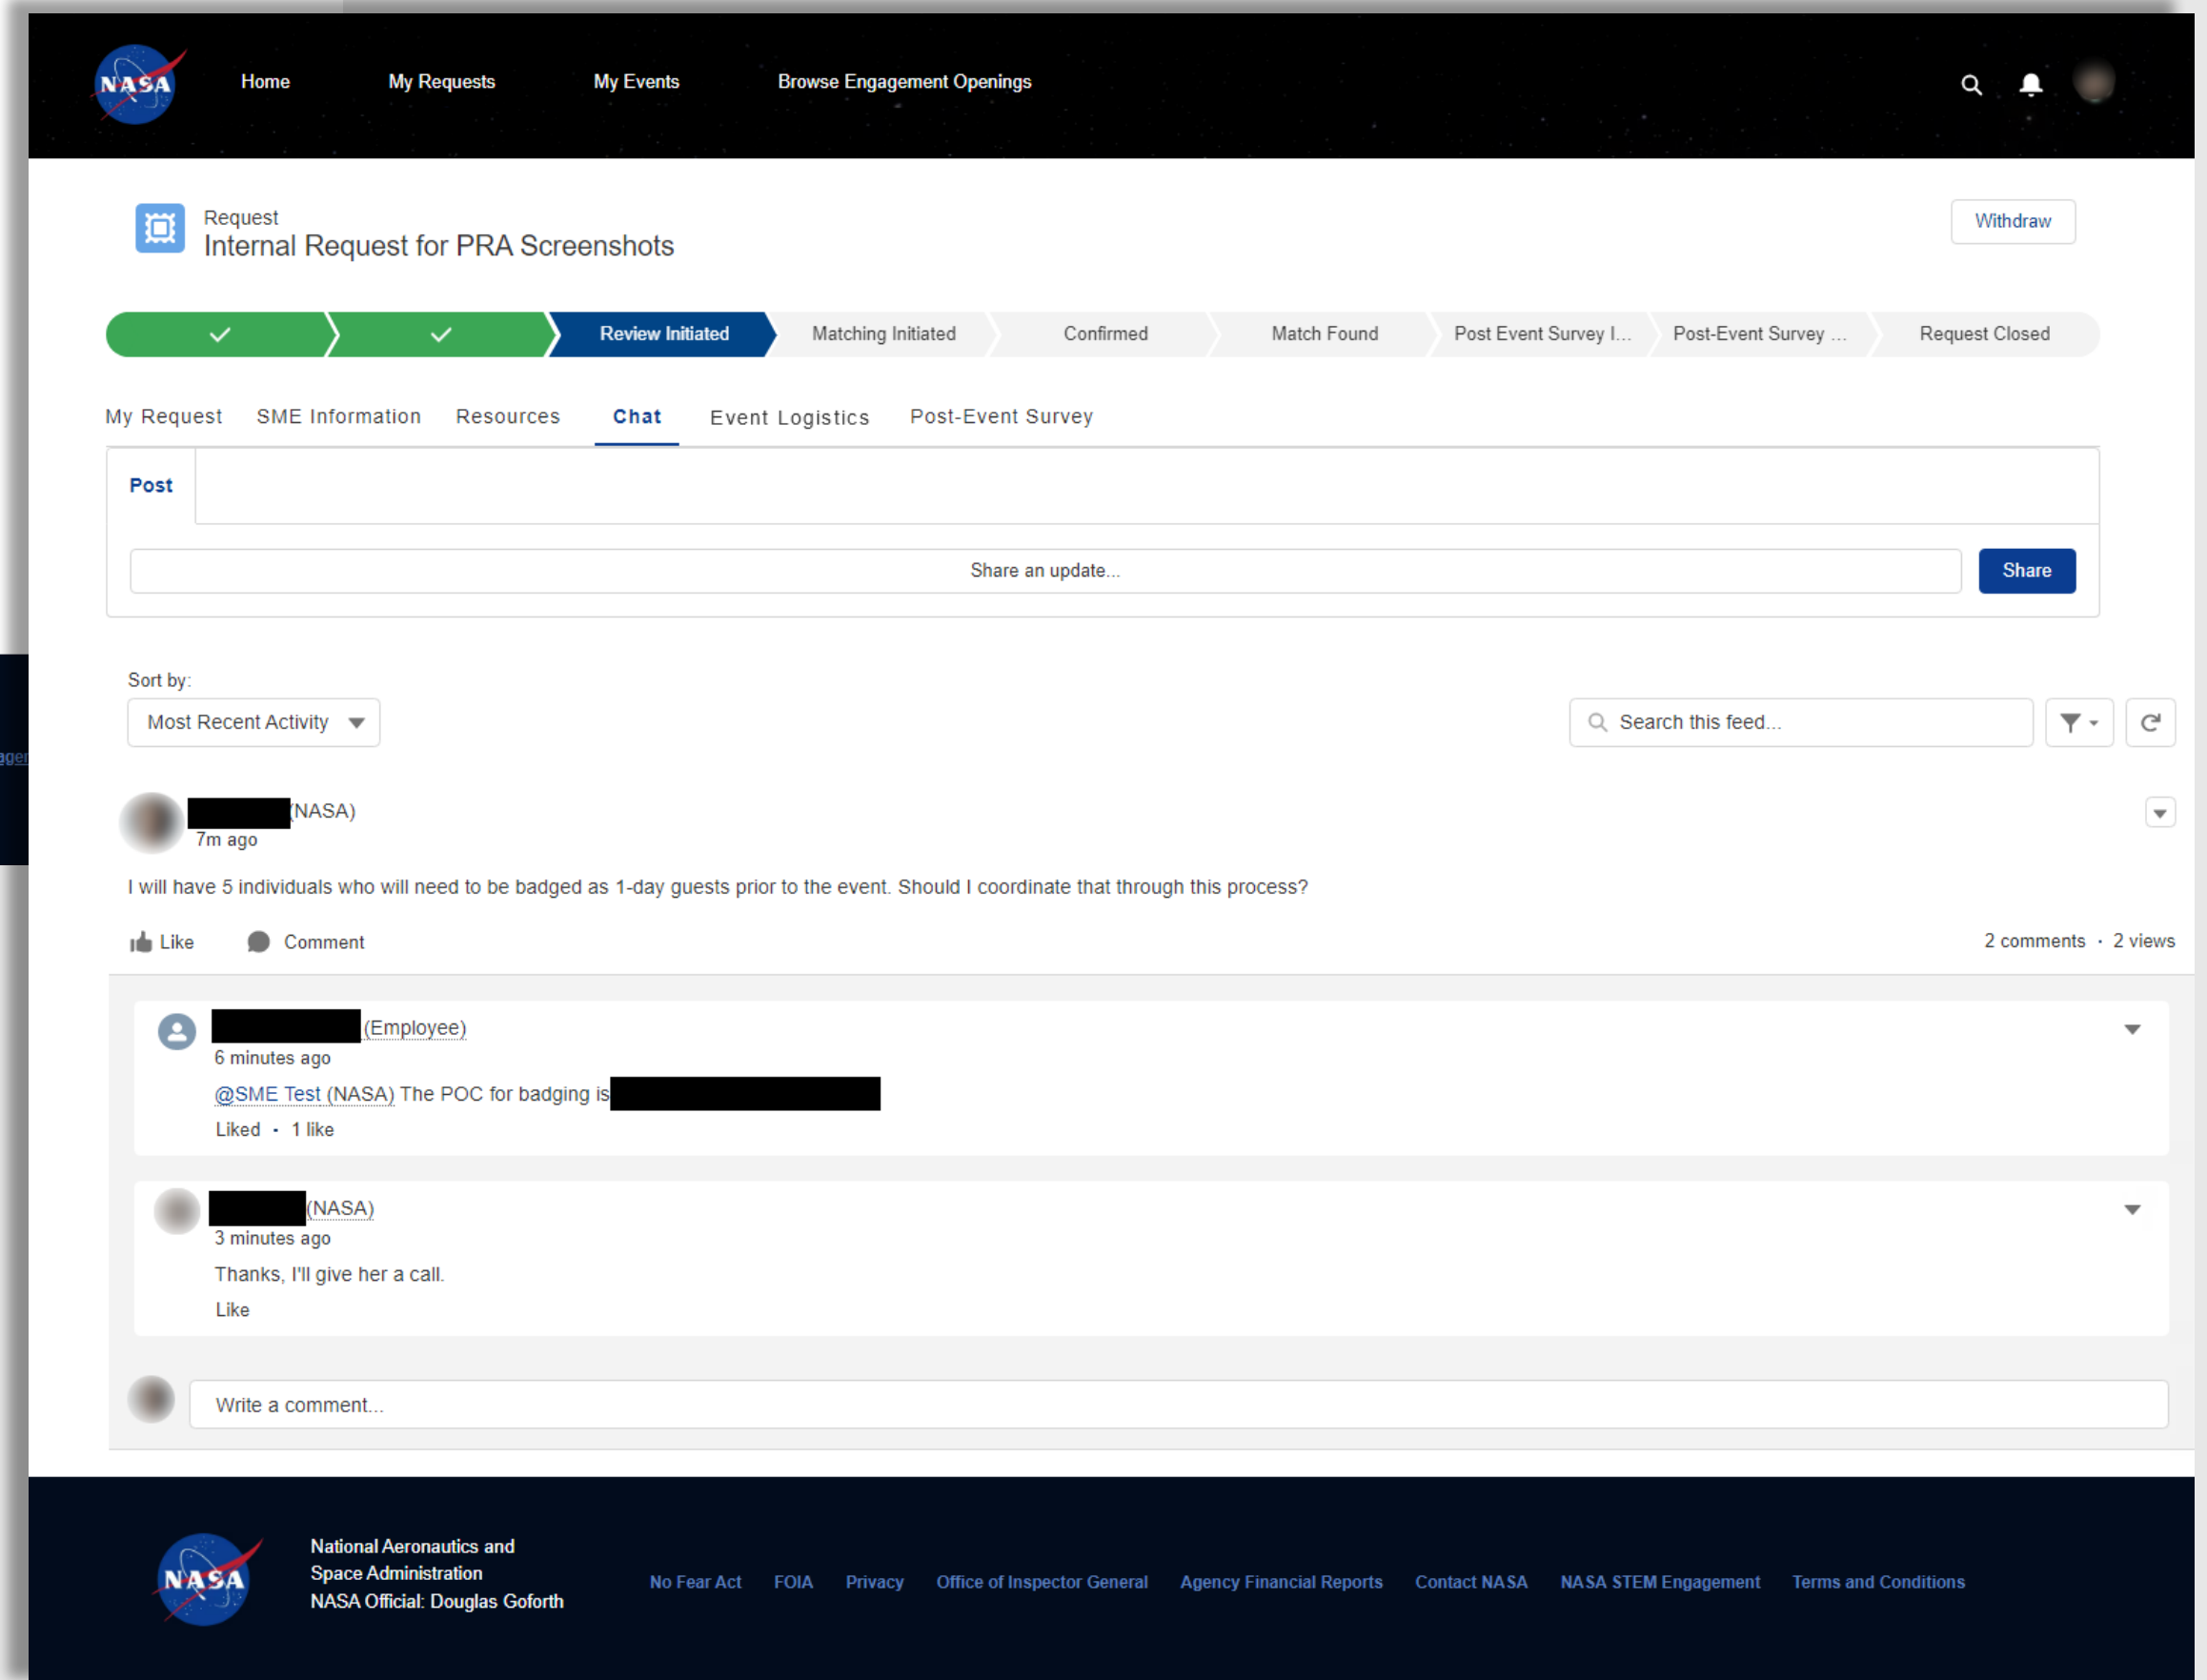 NASA
Home My Requests My Events Browse Engagement Openings
Request
Internal Request for PRA Screenshots
Withdraw
Review Initiated Matching Initiated Confirmed Match Found Post Event Survey I... Post-Event Survey ... Request Closed
My Request SME Information Resources Chat Event Logistics Post-Event Survey
Post
Share an update...
Share
Sort by:
Most Recent Activity
Search this feed...
(NASA)
7m ago
I will have 5 individuals who will need to be badged as 1-day guests prior to the event. Should I coordinate that through this process?
Like Comment
2 comments · 2 views
(Employee)
6 minutes ago
@SME Test (NASA) The POC for badging is
Liked · 1 like
(NASA)
3 minutes ago
Thanks, I'll give her a call.
Like
Write a comment...
NASA
National Aeronautics and
Space Administration
NASA Official: Douglas Goforth
No Fear Act FOIA Privacy Office of Inspector General Agency Financial Reports Contact NASA NASA STEM Engagement Terms and Conditions